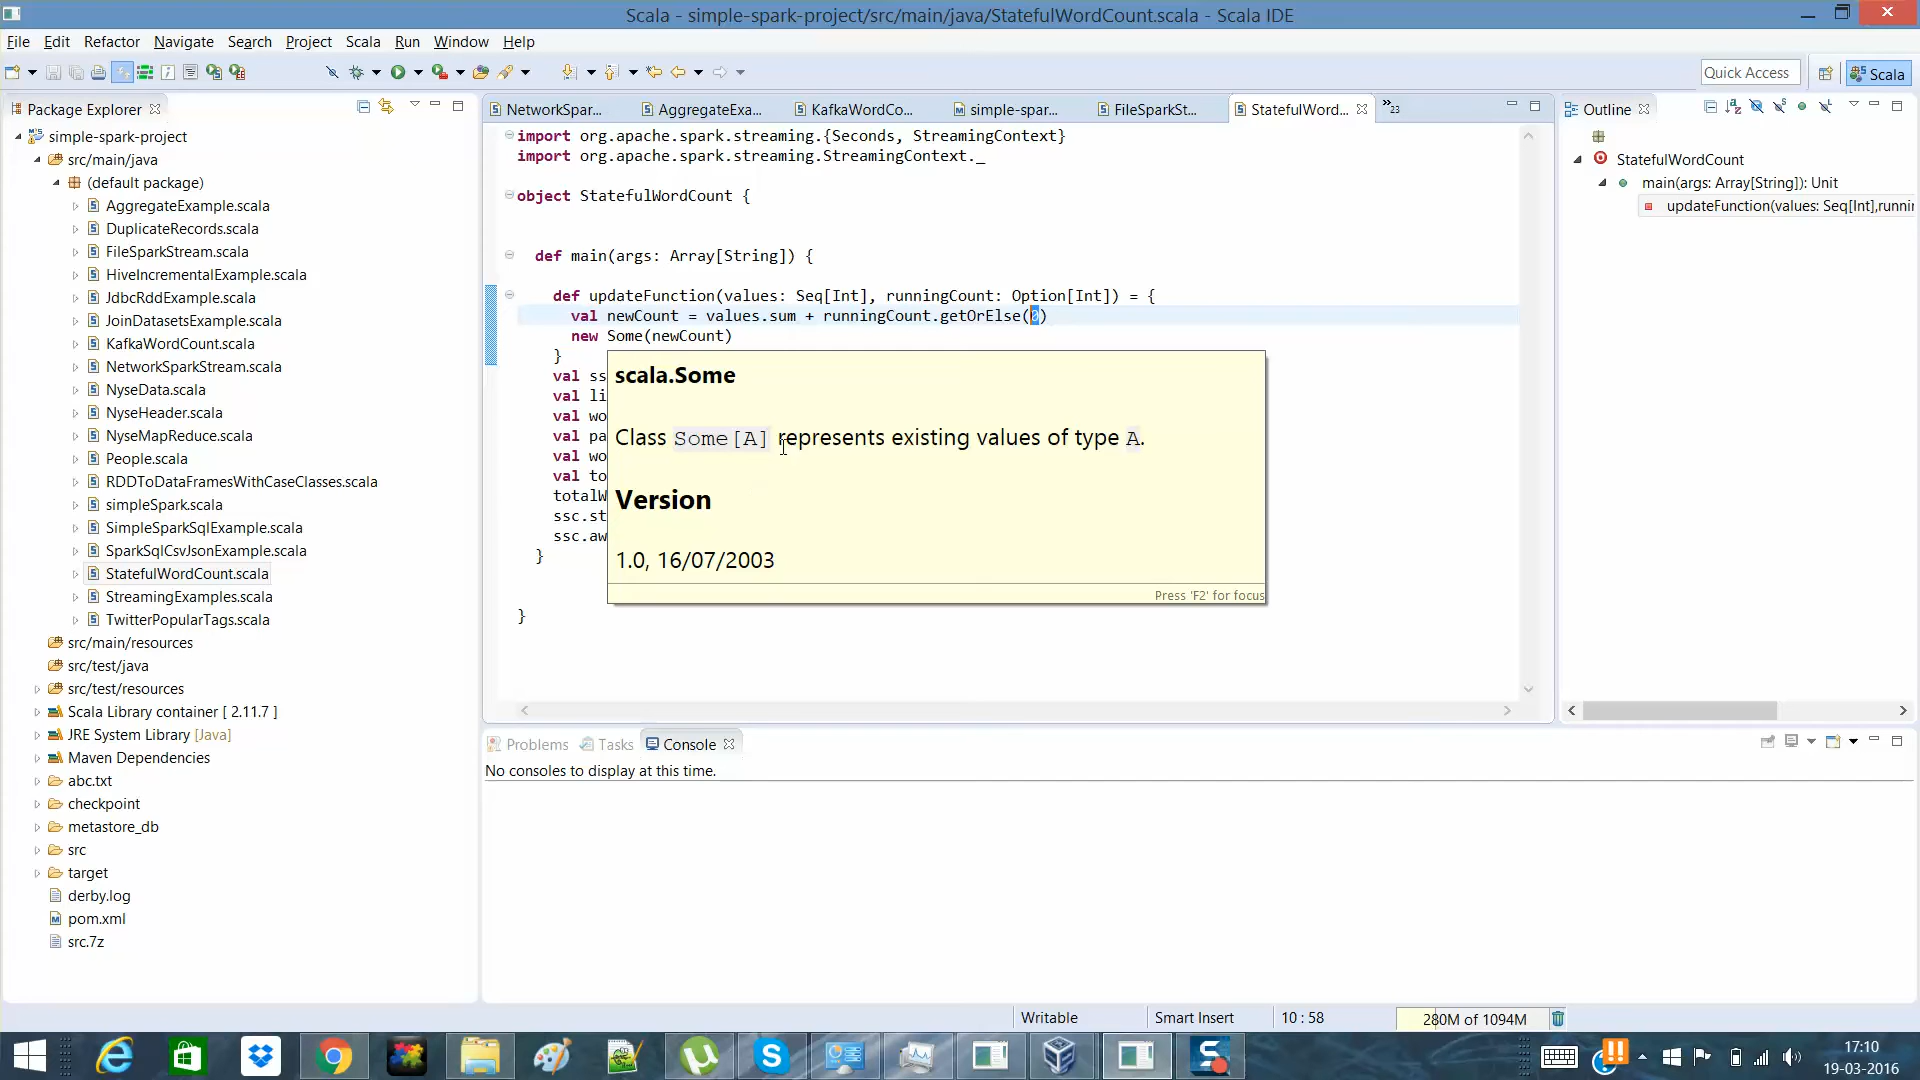 Scala - simple-spark-project/src/main/java/StatefulWordCount.scala - Scala IDE
File Edit Refactor Navigate Search Project Scala Run Window Help
Quick Access
Scala
Package Explorer
simple-spark-project
src/main/java
(default package)
AggregateExample.scala
DuplicateRecords.scala
FileSparkStream.scala
HiveIncrementalExample.scala
JdbcRddExample.scala
JoinDatasetsExample.scala
KafkaWordCount.scala
NetworkSparkStream.scala
NyseData.scala
NyseHeader.scala
NyseMapReduce.scala
People.scala
RDDToDataFramesWithCaseClasses.scala
simpleSpark.scala
SimpleSparkSqlExample.scala
SparkSqlCsvJsonExample.scala
StatefulWordCount.scala
StreamingExamples.scala
TwitterPopularTags.scala
src/main/resources
src/test/java
src/test/resources
Scala Library container [ 2.11.7 ]
JRE System Library [Java]
Maven Dependencies
abc.txt
checkpoint
metastore_db
src
target
derby.log
pom.xml
src.7z
NetworkSpar... AggregateExa... KafkaWordCo... simple-spar... FileSparkSt... StatefulWord... 23
import org.apache.spark.streaming.{Seconds, StreamingContext}
import org.apache.spark.streaming.StreamingContext._
object StatefulWordCount {
def main(args: Array[String]) {
def updateFunction(values: Seq[Int], runningCount: Option[Int]) = {
val newCount = values.sum + runningCount.getOrElse(0)
new Some(newCount)
}
val ss
val li
val wo
val pa
val wo
val to
totalW
ssc.st
ssc.aw
}
}
scala.Some
Class Some[A] represents existing values of type A.
Version
1.0, 16/07/2003
Press 'F2' for focus
Outline
StatefulWordCount
main(args: Array[String]): Unit
updateFunction(values: Seq[Int],runnir
Problems Tasks Console
No consoles to display at this time.
Writable Smart Insert 10 : 58 280M of 1094M
17:10
19-03-2016